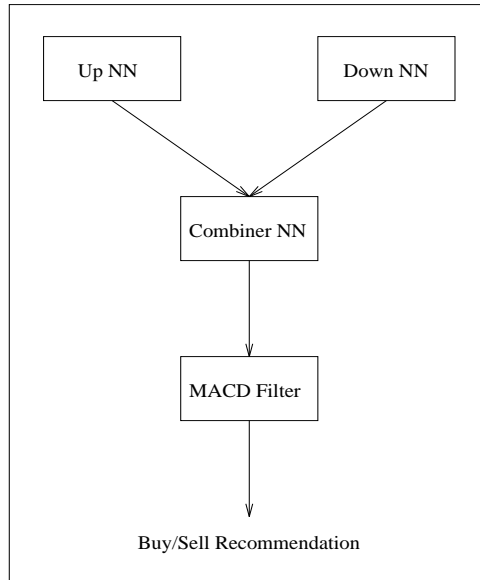 Up NN
Down NN
Combiner NN
MACD Filter
Buy/Sell Recommendation